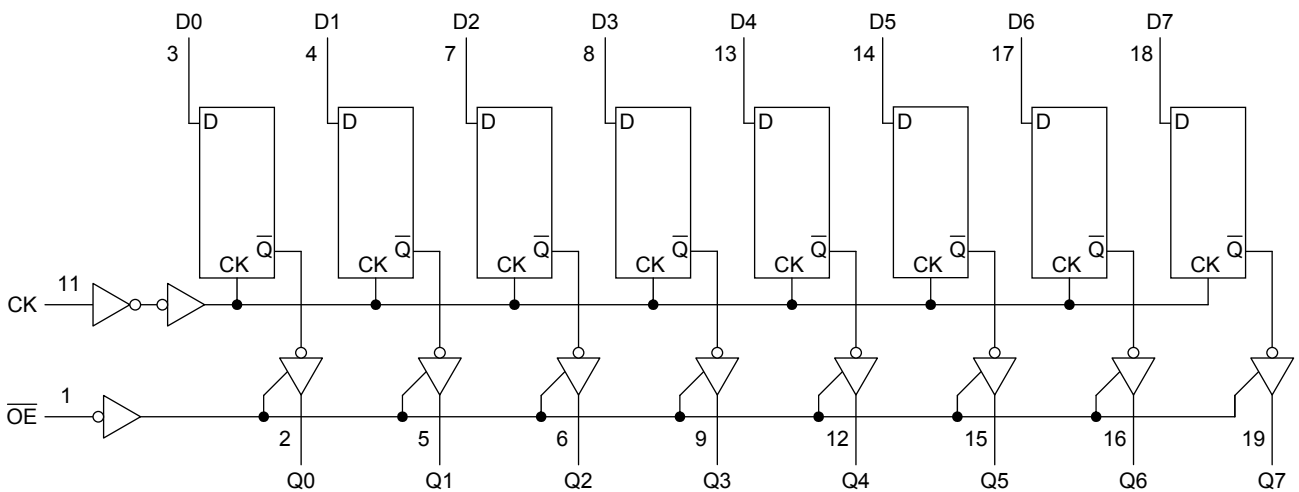 D0 D1 D2 D3 D4 D5 D6 D7
3 4 7 8 13 14 17 18
D D D D D D D D
Q̅ Q̅ Q̅ Q̅ Q̅ Q̅ Q̅ Q̅
CK CK CK CK CK CK CK CK
CK 11
O̅E̅ 1
2 5 6 9 12 15 16 19
Q0 Q1 Q2 Q3 Q4 Q5 Q6 Q7